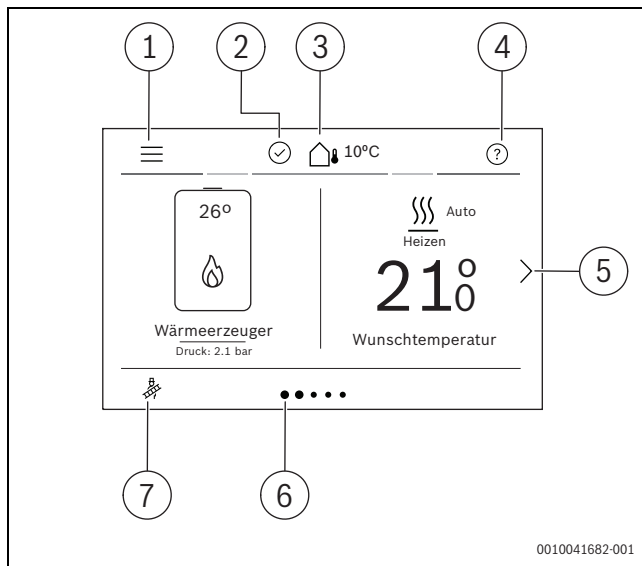 1 2 3 4
10°C ?
26°
Auto
Heizen
21°0
5
Wärmeerzeuger
Druck: 2.1 bar
Wunschtemperatur
7 6
0010041682-001